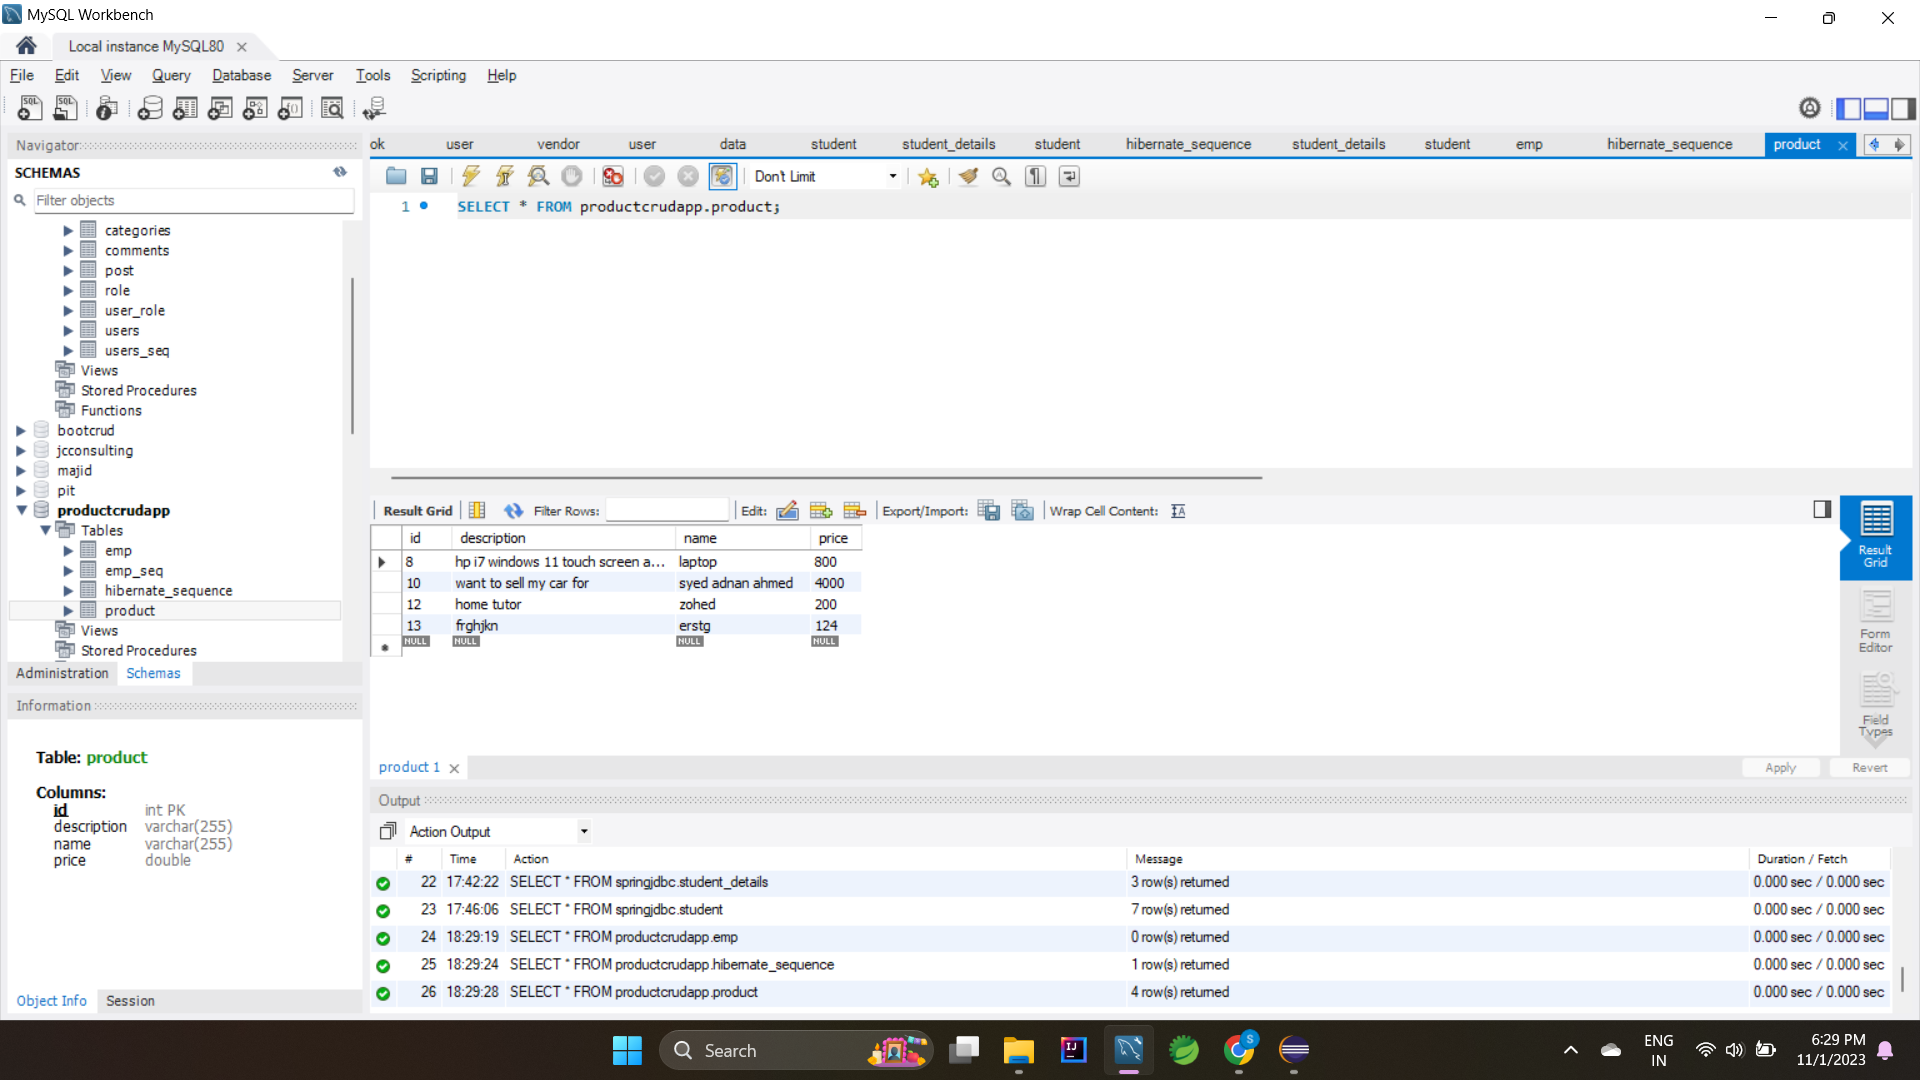 MySQL Workbench
Local instance MySQL80
File Edit View Query Database Server Tools Scripting Help
Navigator
SCHEMAS
Filter objects
categories
comments
post
role
user_role
users
users_seq
Views
Stored Procedures
Functions
bootcrud
jcconsulting
majid
pit
productcrudapp
Tables
emp
emp_seq
hibernate_sequence
product
Views
Stored Procedures
Administration Schemas
Information
Table: product
Columns:
id int PK
description varchar(255)
name varchar(255)
price double
Object Info Session
ok user vendor user data student student_details student hibernate_sequence student_details student emp hibernate_sequence product
Don't Limit
1 SELECT * FROM productcrudapp.product;
Result Grid Filter Rows: Edit: Export/Import: Wrap Cell Content:
id description name price
8 hp i7 windows 11 touch screen a... laptop 800
10 want to sell my car for syed adnan ahmed 4000
12 home tutor zohed 200
13 frghjkn erstg 124
NULL NULL NULL NULL
Result
Grid
Form
Editor
Field
Types
product 1
Apply Revert
Output
Action Output
# Time Action Message Duration / Fetch
22 17:42:22 SELECT * FROM springjdbc.student_details 3 row(s) returned 0.000 sec / 0.000 sec
23 17:46:06 SELECT * FROM springjdbc.student 7 row(s) returned 0.000 sec / 0.000 sec
24 18:29:19 SELECT * FROM productcrudapp.emp 0 row(s) returned 0.000 sec / 0.000 sec
25 18:29:24 SELECT * FROM productcrudapp.hibernate_sequence 1 row(s) returned 0.000 sec / 0.000 sec
26 18:29:28 SELECT * FROM productcrudapp.product 4 row(s) returned 0.000 sec / 0.000 sec
Search
ENG
IN
6:29 PM
11/1/2023